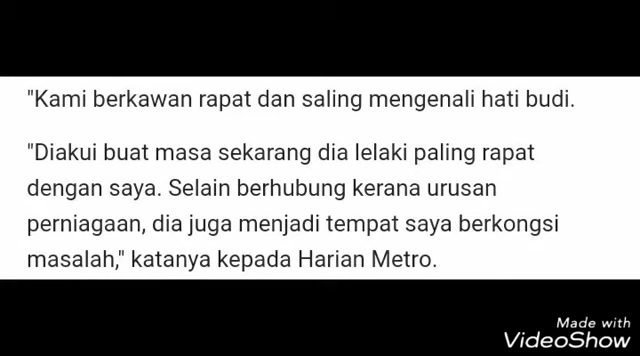 "Kami berkawan rapat dan saling mengenali hati budi.
"Diakui buat masa sekarang dia lelaki paling rapat
dengan saya. Selain berhubung kerana urusan
perniagaan, dia juga menjadi tempat saya berkongsi
masalah," katanya kepada Harian Metro.
Made with
VideoShow